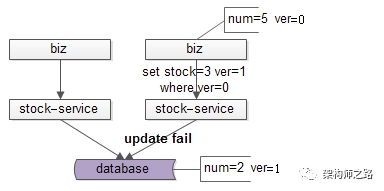 num=5 ver=0
biz
biz
set stock=3 ver=1
where ver=0
stock-service
stock-service
update fail
database
num=2 ver=1
架构师之路